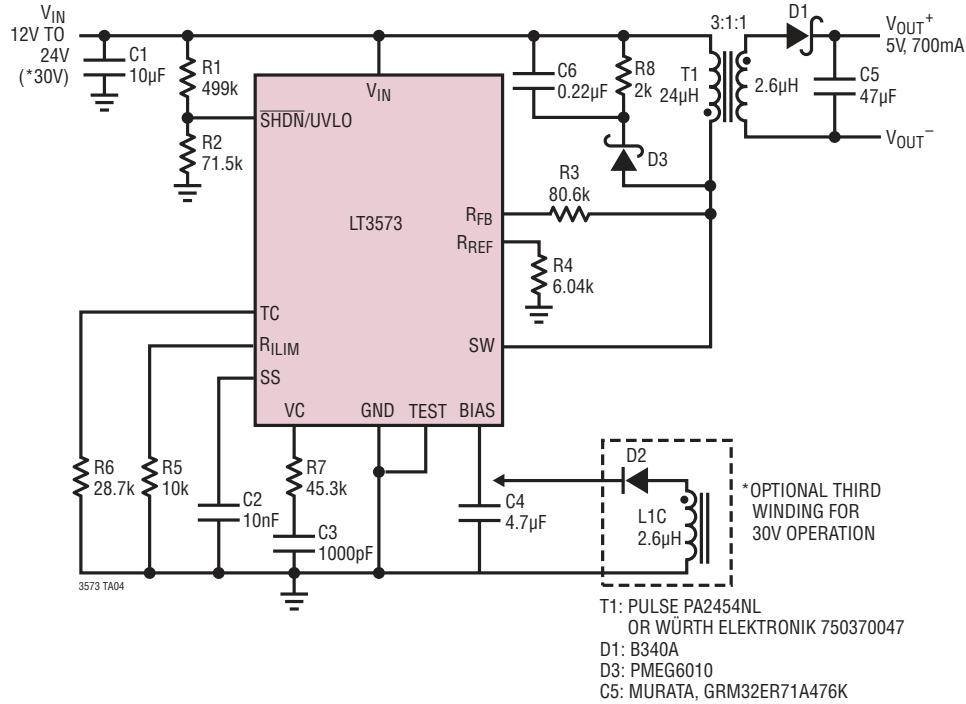 VIN
12V TO
24V
(*30V)
C1
10µF
R1
499k
R2
71.5k
VIN
SHDN/UVLO
LT3573
RFB
RREF
TC
RILIM
SS
SW
VC
GND
TEST
BIAS
C6
0.22µF
R8
2k
D3
R3
80.6k
R4
6.04k
T1
24µH
3:1:1
2.6µH
D1
C5
47µF
VOUT+
5V, 700mA
VOUT–
R6
28.7k
R5
10k
C2
10nF
R7
45.3k
C3
1000pF
C4
4.7µF
D2
L1C
2.6µH
*OPTIONAL THIRD
WINDING FOR
30V OPERATION
3573 TA04
T1: PULSE PA2454NL
OR WÜRTH ELEKTRONIK 750370047
D1: B340A
D3: PMEG6010
C5: MURATA, GRM32ER71A476K